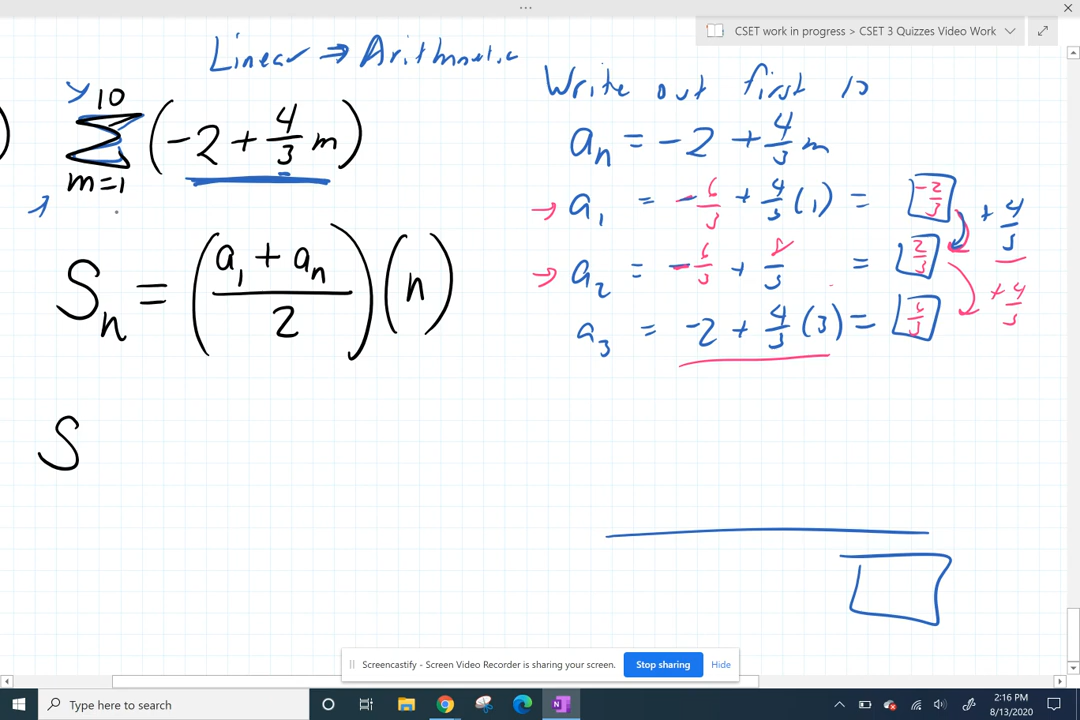 CSET work in progress > CSET 3 Quizzes Video Work
Linear ⇒ Arithmetic
Write out first 10
10
Σ (-2 + 4/3 m)
m=1
aₙ = -2 + 4/3 m
→ a₁ = -6/3 + 4/3 (1) = -2/3
+ 4/3
→ a₂ = -6/3 + 8/3 = 2/3
+ 4/3
a₃ = -2 + 4/3 (3) = 6/3
Sₙ = ((a₁ + aₙ)/2)(n)
S
Screencastify - Screen Video Recorder is sharing your screen.
Stop sharing
Hide
Type here to search
2:16 PM
8/13/2020